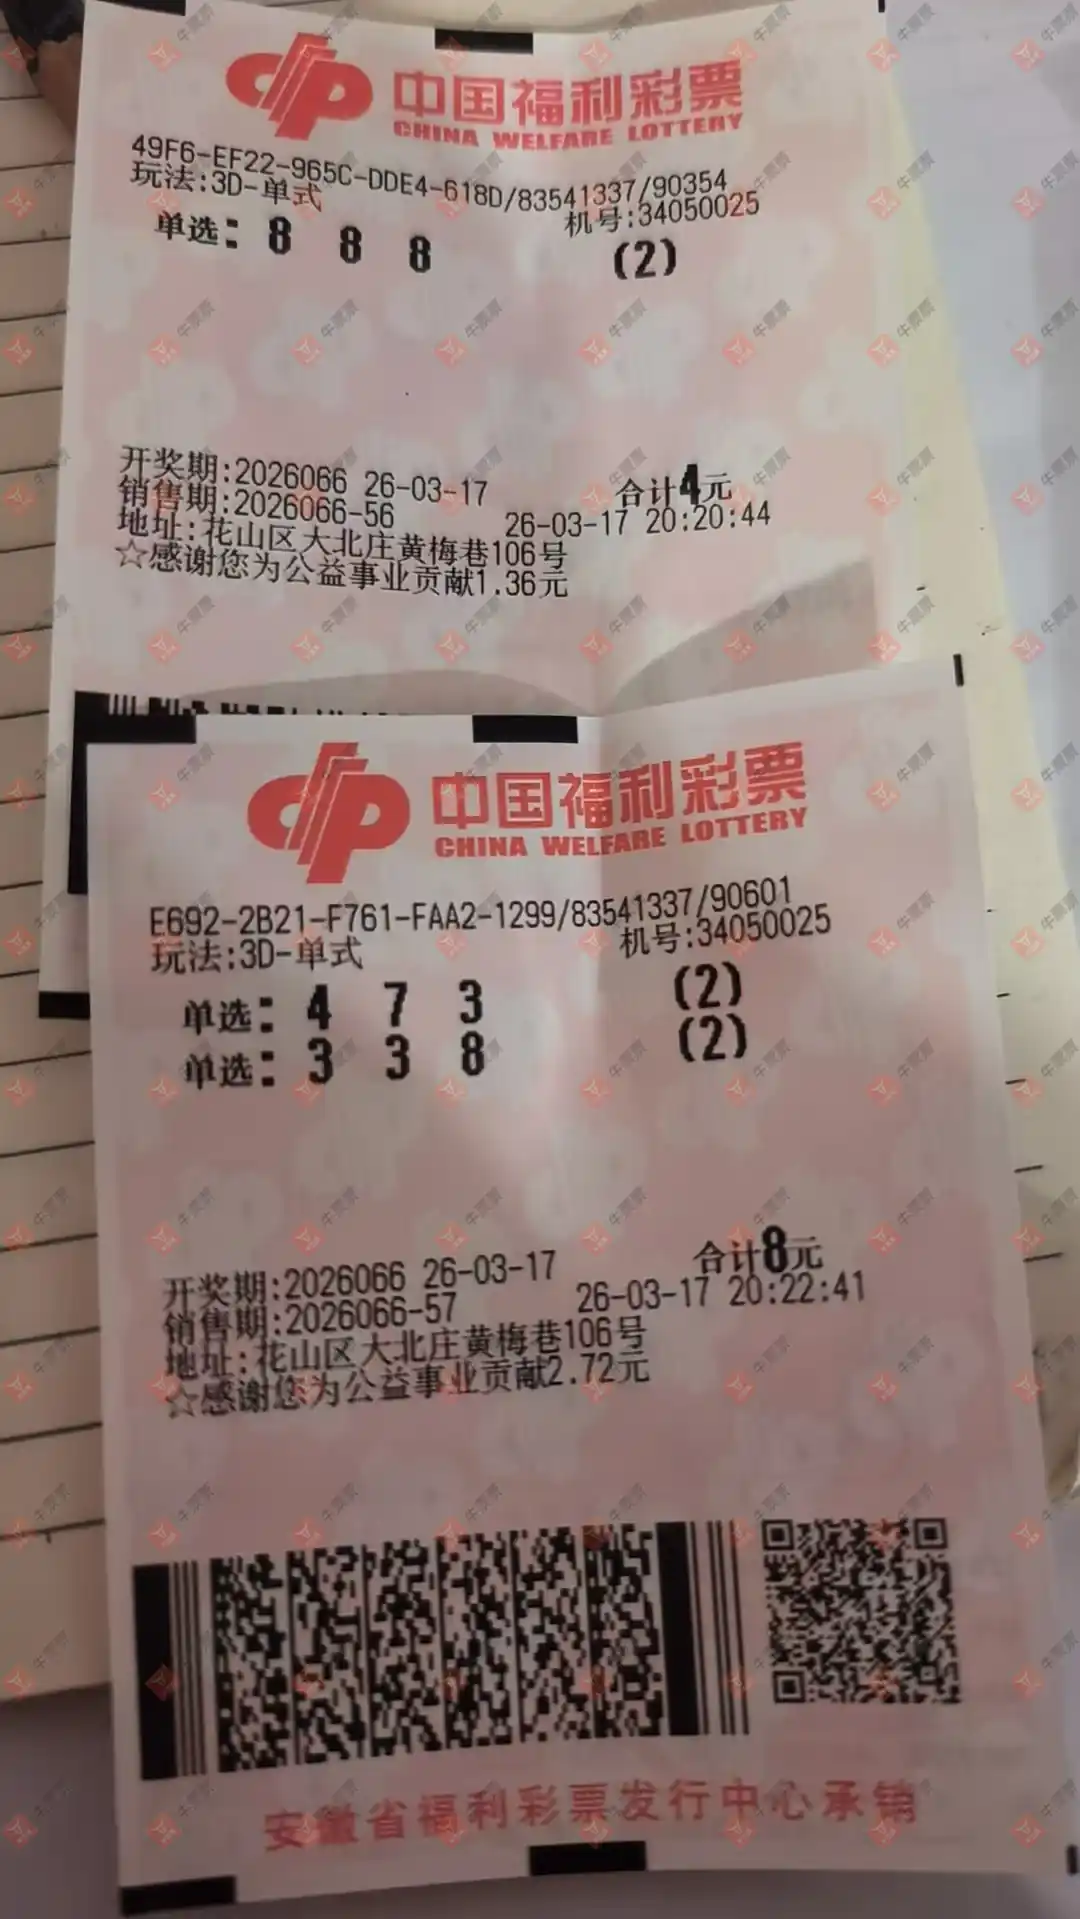 中国福利彩票
CHINA WELFARE LOTTERY
49F6-EF22-965C-DDE4-618D/83541337/90354
玩法:3D-单式 机号:34050025
单选: 8 8 8 (2)
开奖期:2026066 26-03-17 合计4元
销售期:2026066-56 26-03-17 20:20:44
地址:花山区大北庄黄梅巷106号
☆感谢您为公益事业贡献1.36元
中国福利彩票
CHINA WELFARE LOTTERY
E692-2B21-F761-FAA2-1299/83541337/90601
玩法:3D-单式 机号:34050025
单选: 4 7 3 (2)
单选: 3 3 8 (2)
开奖期:2026066 26-03-17 合计8元
销售期:2026066-57 26-03-17 20:22:41
地址:花山区大北庄黄梅巷106号
☆感谢您为公益事业贡献2.72元
安徽省福利彩票发行中心承销
牛票票